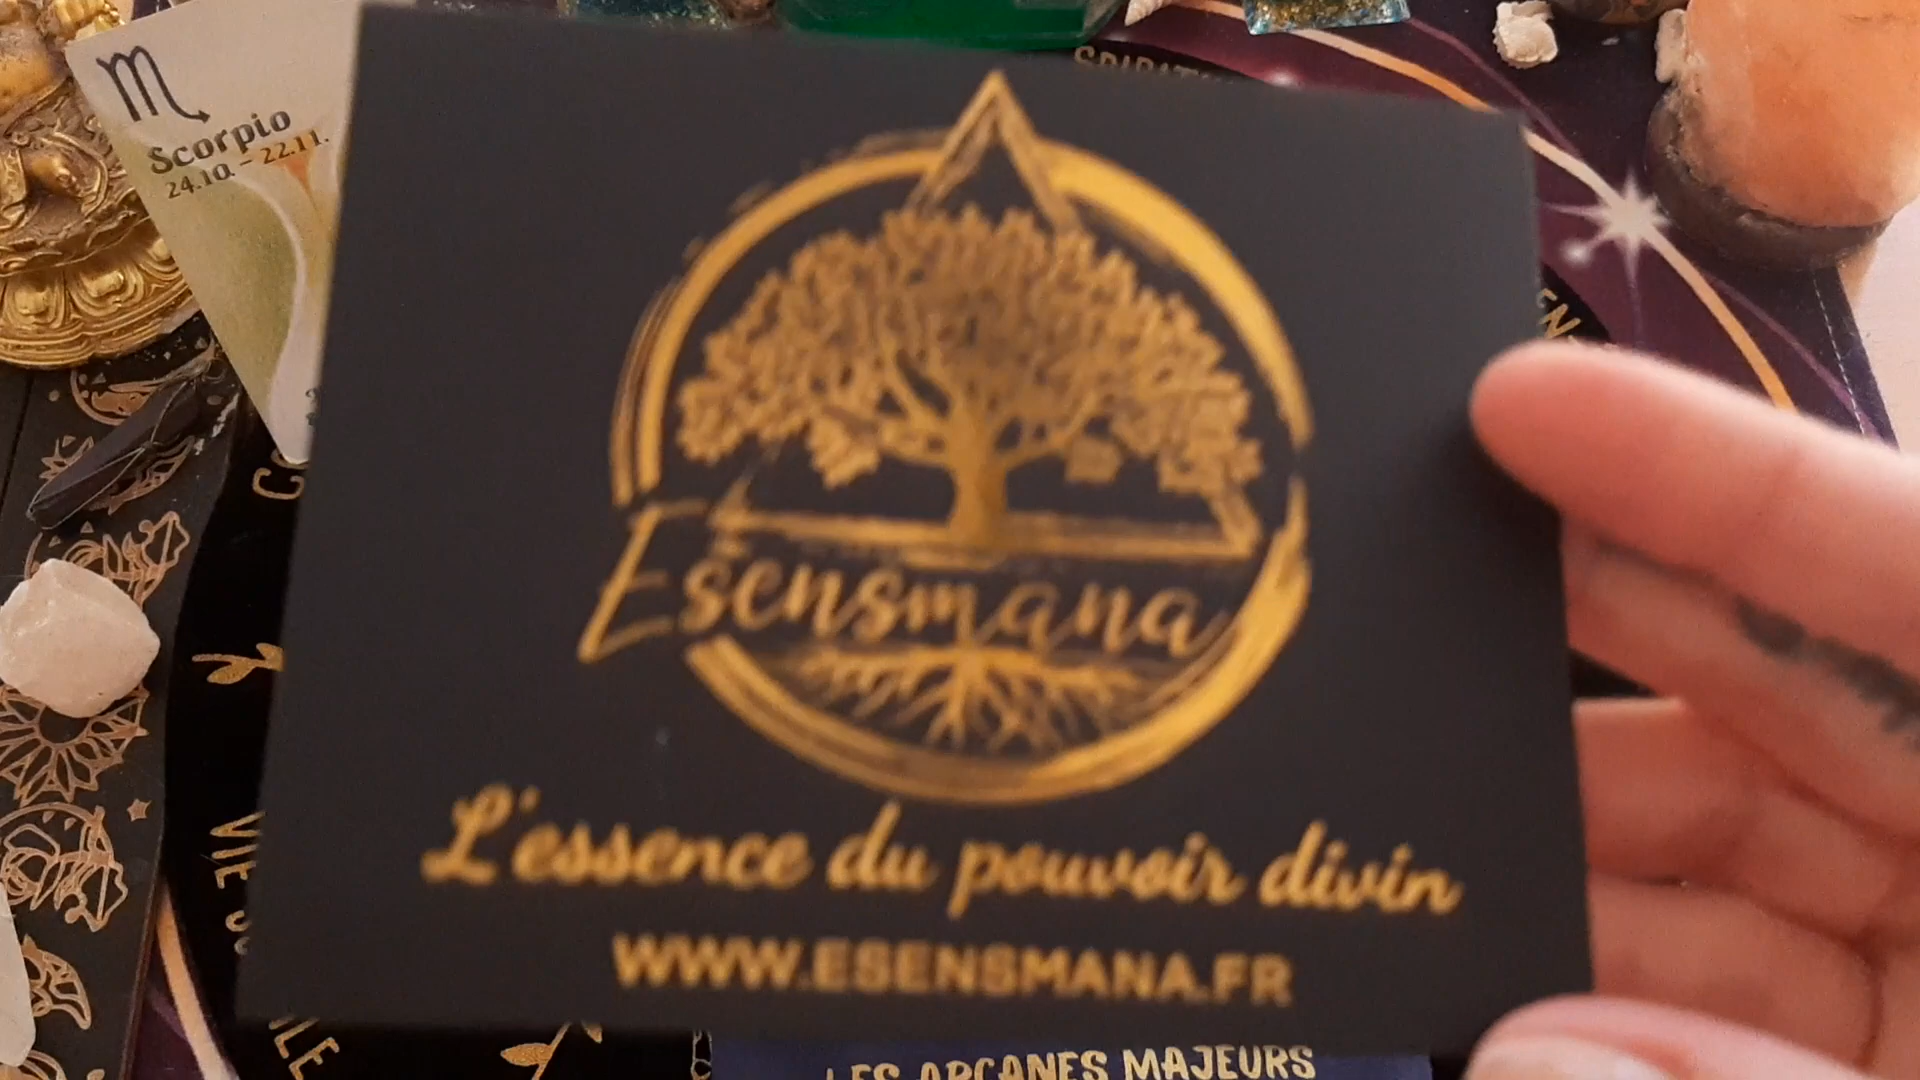 Scorpio
24.10. - 22.11.
Esensmana
L'essence du pouvoir divin
WWW.ESENSMANA.FR
LES ARCANES MAJEURS